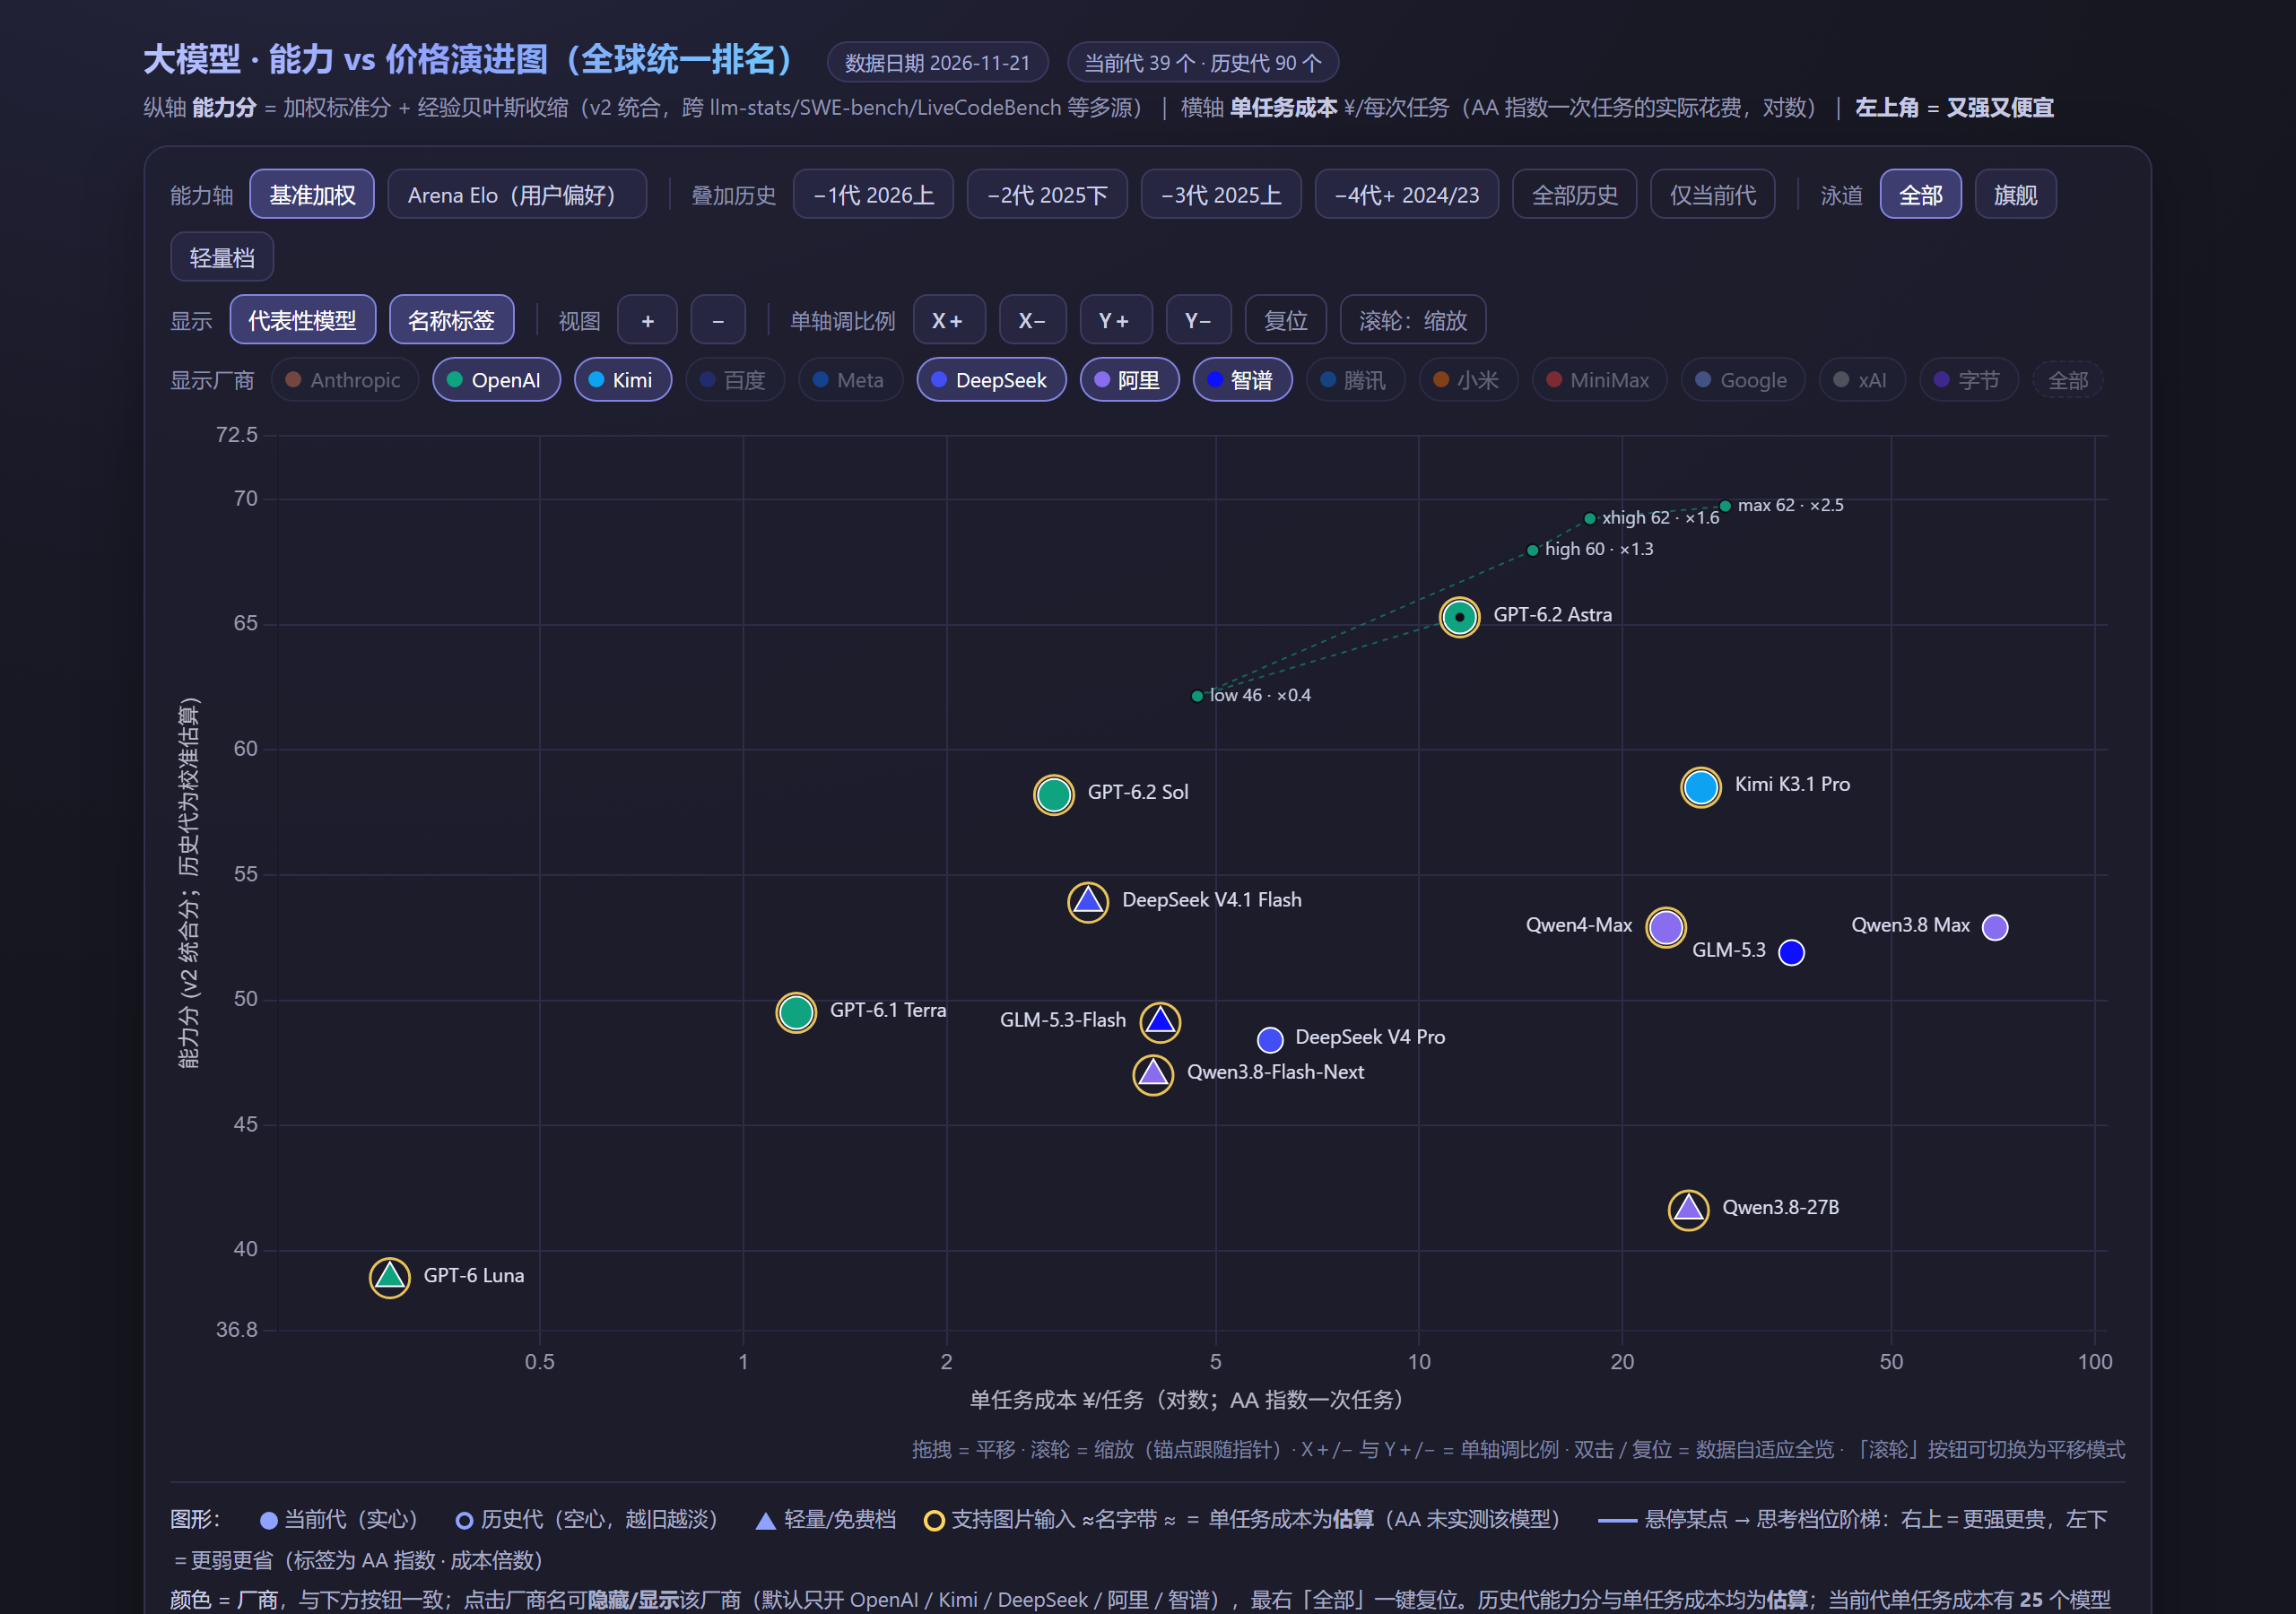 大模型 · 能力 vs 价格演进图（全球统一排名） 数据日期 2026-11-21 当前代 39 个 · 历史代 90 个
纵轴 能力分 = 加权标准分 + 经验贝叶斯收缩（v2 统合，跨 llm-stats/SWE-bench/LiveCodeBench 等多源） | 横轴 单任务成本 ¥/每次任务（AA 指数一次任务的实际花费，对数） | 左上角 = 又强又便宜
能力轴 基准加权 Arena Elo（用户偏好） 叠加历史 −1代 2026上 −2代 2025下 −3代 2025上 −4代+ 2024/23 全部历史 仅当前代 泳道 全部 旗舰
轻量档
显示 代表性模型 名称标签 视图 + − 单轴调比例 X+ X− Y+ Y− 复位 滚轮：缩放
显示厂商 Anthropic OpenAI Kimi 百度 Meta DeepSeek 阿里 智谱 腾讯 小米 MiniMax Google xAI 字节 全部
72.5
70
max 62 · ×2.5
xhigh 62 · ×1.6
high 60 · ×1.3
65
GPT-6.2 Astra
low 46 · ×0.4
60
GPT-6.2 Sol
Kimi K3.1 Pro
55
DeepSeek V4.1 Flash
Qwen4-Max
Qwen3.8 Max
GLM-5.3
50
GPT-6.1 Terra
GLM-5.3-Flash
DeepSeek V4 Pro
Qwen3.8-Flash-Next
45
Qwen3.8-27B
40
GPT-6 Luna
36.8
能力分 (v2 统合分；历史代为校准估算)
0.5 1 2 5 10 20 50 100
单任务成本 ¥/任务（对数；AA 指数一次任务）
拖拽 = 平移 · 滚轮 = 缩放（锚点跟随指针）· X+/− 与 Y+/− = 单轴调比例 · 双击 / 复位 = 数据自适应全览 · 「滚轮」按钮可切换为平移模式
图形： 当前代（实心） 历史代（空心，越旧越淡） 轻量/免费档 支持图片输入 ≈名字带 ≈ = 单任务成本为估算（AA 未实测该模型） 悬停某点 → 思考档位阶梯：右上 = 更强更贵，左下
= 更弱更省（标签为 AA 指数 · 成本倍数）
颜色 = 厂商，与下方按钮一致；点击厂商名可隐藏/显示该厂商（默认只开 OpenAI / Kimi / DeepSeek / 阿里 / 智谱），最右「全部」一键复位。历史代能力分与单任务成本均为估算；当前代单任务成本有 25 个模型